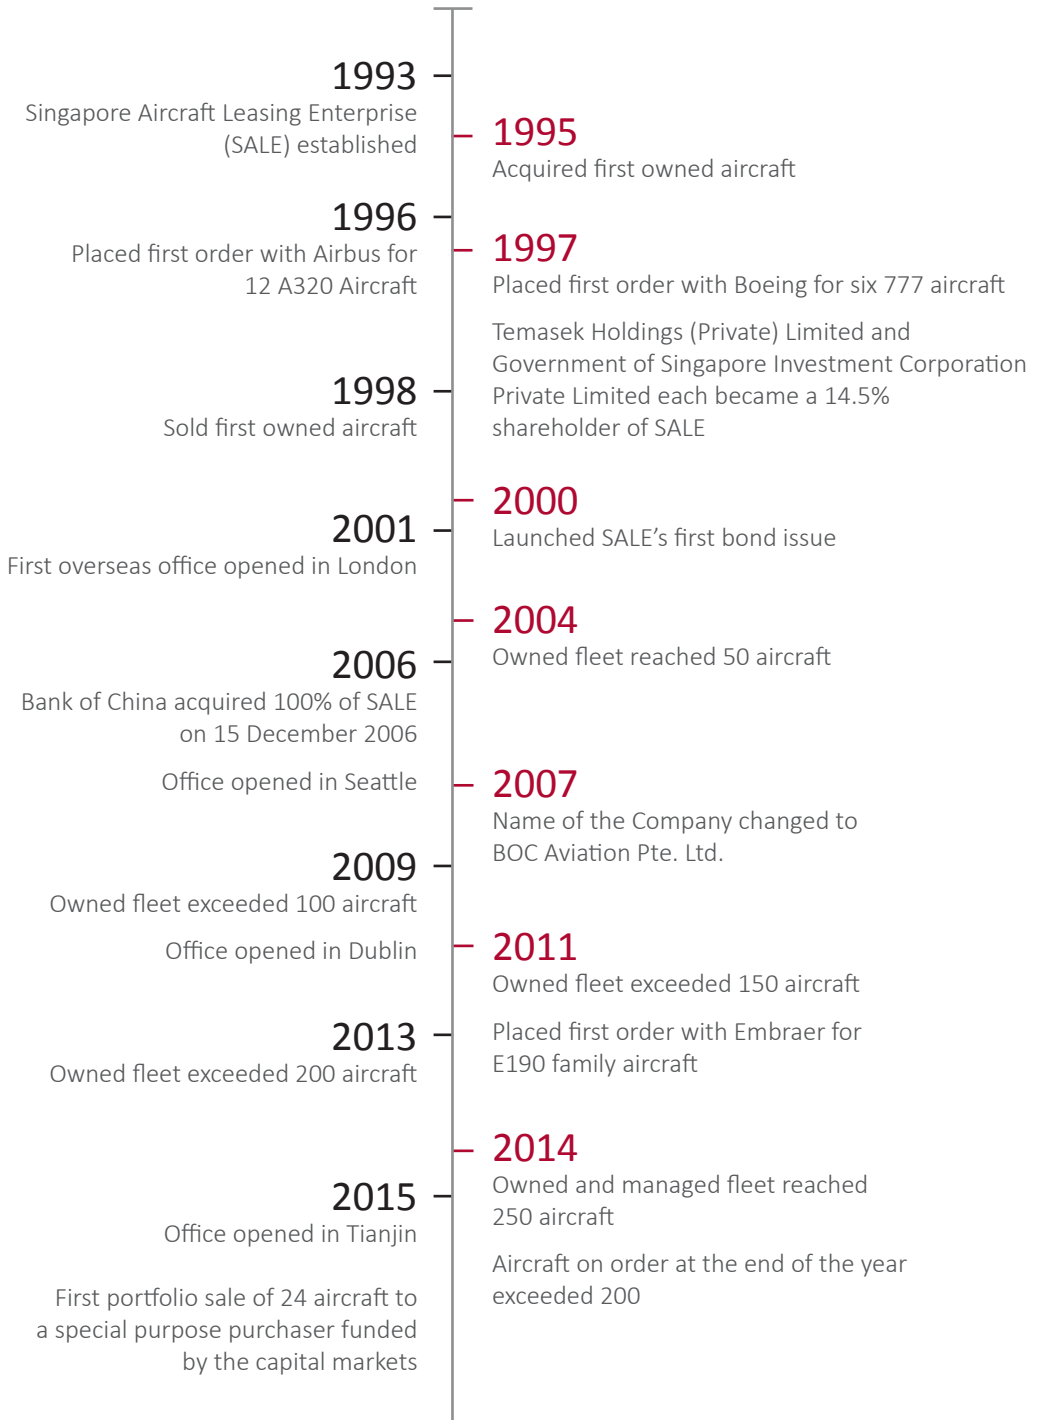 1993
Singapore Aircraft Leasing Enterprise
(SALE) established
1995
Acquired first owned aircraft
1996
Placed first order with Airbus for
12 A320 Aircraft
1997
Placed first order with Boeing for six 777 aircraft
Temasek Holdings (Private) Limited and
Government of Singapore Investment Corporation
Private Limited each became a 14.5%
shareholder of SALE
1998
Sold first owned aircraft
2000
Launched SALE’s first bond issue
2001
First overseas office opened in London
2004
Owned fleet reached 50 aircraft
2006
Bank of China acquired 100% of SALE
on 15 December 2006
Office opened in Seattle
2007
Name of the Company changed to
BOC Aviation Pte. Ltd.
2009
Owned fleet exceeded 100 aircraft
Office opened in Dublin
2011
Owned fleet exceeded 150 aircraft
Placed first order with Embraer for
E190 family aircraft
2013
Owned fleet exceeded 200 aircraft
2014
Owned and managed fleet reached
250 aircraft
Aircraft on order at the end of the year
exceeded 200
2015
Office opened in Tianjin
First portfolio sale of 24 aircraft to
a special purpose purchaser funded
by the capital markets